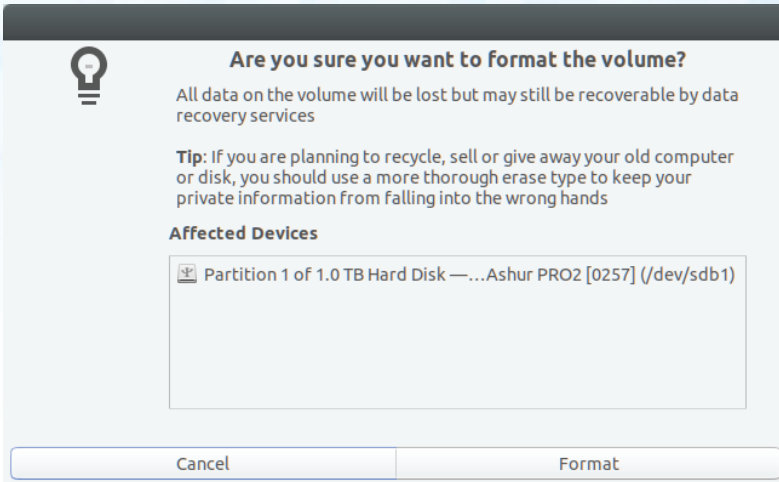 Are you sure you want to format the volume?
All data on the volume will be lost but may still be recoverable by data
recovery services
Tip: If you are planning to recycle, sell or give away your old computer
or disk, you should use a more thorough erase type to keep your
private information from falling into the wrong hands
Affected Devices
Partition 1 of 1.0 TB Hard Disk —…Ashur PRO2 [0257] (/dev/sdb1)
Cancel
Format